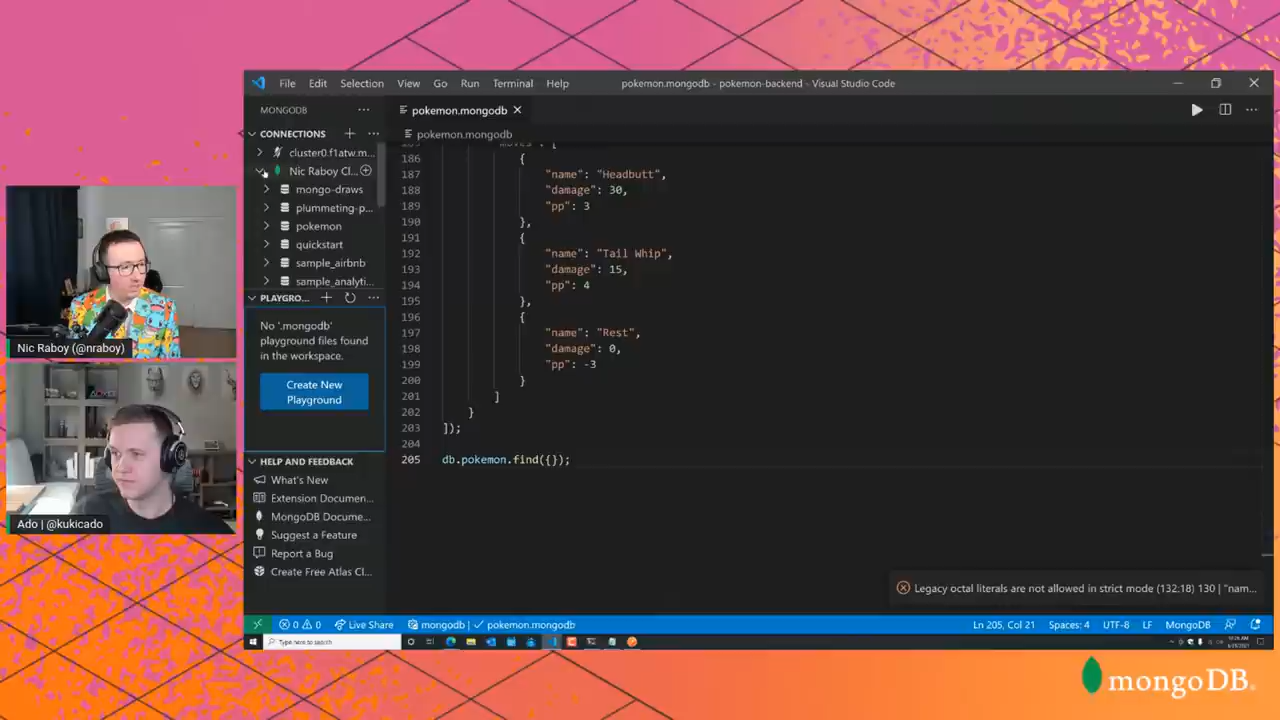 File Edit Selection View Go Run Terminal Help
pokemon.mongodb - pokemon-backend - Visual Studio Code
MONGODB
pokemon.mongodb
CONNECTIONS
pokemon.mongodb
cluster0.f1atw.m...
Nic Raboy Cl...
mongo-draws
plummeting-p...
pokemon
quickstart
sample_airbnb
sample_analyti...
PLAYGRO...
No '.mongodb'
playground files found
in the workspace.
Create New
Playground
HELP AND FEEDBACK
What's New
Extension Documen...
MongoDB Docume...
Suggest a Feature
Report a Bug
Create Free Atlas Cl...
186 {
187 "name": "Headbutt",
188 "damage": 30,
189 "pp": 3
190 },
191 {
192 "name": "Tail Whip",
193 "damage": 15,
194 "pp": 4
195 },
196 {
197 "name": "Rest",
198 "damage": 0,
199 "pp": -3
200 }
201 ]
202 }
203 ]);
204
205 db.pokemon.find({});
Legacy octal literals are not allowed in strict mode (132:18) 130 | "nam...
0 0 Live Share mongodb | pokemon.mongodb
Ln 205, Col 21 Spaces: 4 UTF-8 LF MongoDB
Type here to search
Nic Raboy (@nraboy)
Ado | @kukicado
mongoDB.